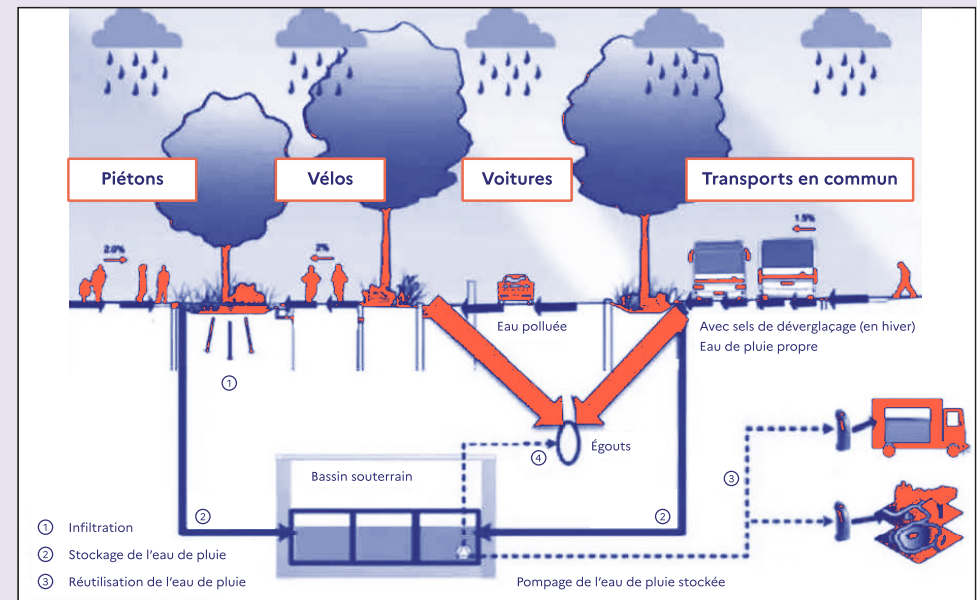 Piétons
Vélos
Voitures
Transports en commun
1.5%
2.0%
2%
Eau polluée
Avec sels de déverglaçage (en hiver)
Eau de pluie propre
1
4
Égouts
3
Bassin souterrain
2
2
1 Infiltration
2 Stockage de l'eau de pluie
3 Réutilisation de l'eau de pluie
Pompage de l'eau de pluie stockée